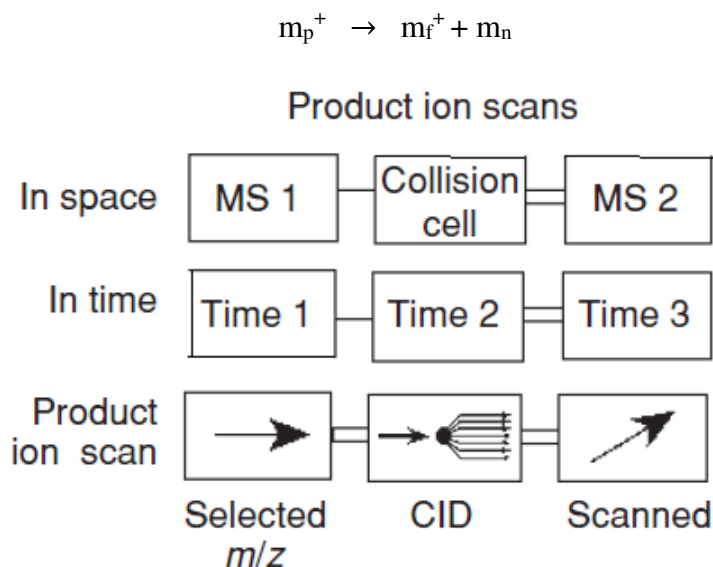 mₚ⁺ → m_f⁺ + mₙ
Product ion scans
In space MS 1 Collision cell MS 2
In time Time 1 Time 2 Time 3
Product ion scan
Selected m/z CID Scanned